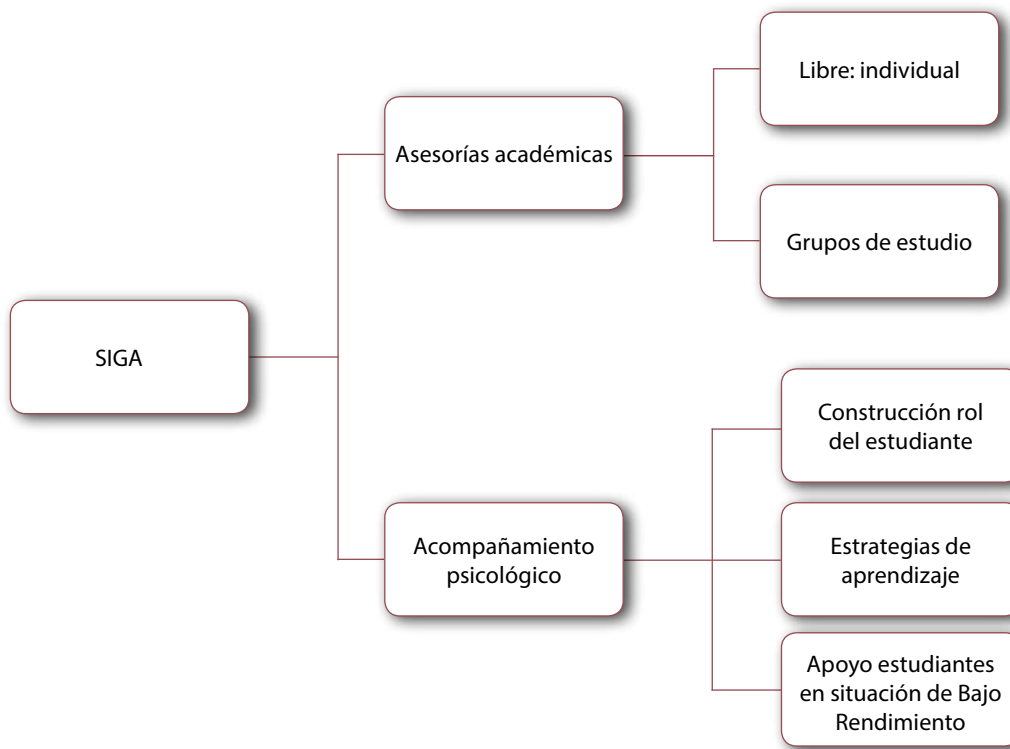 SIGA
Asesorías académicas
Libre: individual
Grupos de estudio
Acompañamiento
psicológico
Construcción rol
del estudiante
Estrategias de
aprendizaje
Apoyo estudiantes
en situación de Bajo
Rendimiento